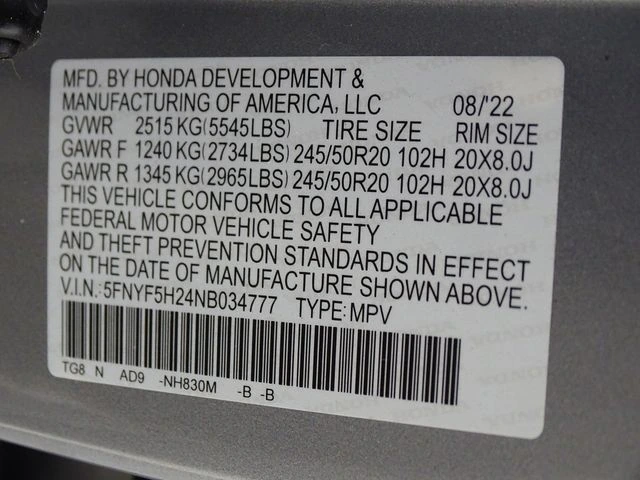 MFD. BY HONDA DEVELOPMENT &
MANUFACTURING OF AMERICA, LLC 08/'22
GVWR 2515 KG(5545LBS) TIRE SIZE RIM SIZE
GAWR F 1240 KG(2734LBS) 245/50R20 102H 20X8.0J
GAWR R 1345 KG(2965LBS) 245/50R20 102H 20X8.0J
THIS VEHICLE CONFORMS TO ALL APPLICABLE
FEDERAL MOTOR VEHICLE SAFETY
AND THEFT PREVENTION STANDARDS IN EFFECT
ON THE DATE OF MANUFACTURE SHOWN ABOVE.
V.I.N.:5FNYF5H24NB034777 TYPE:MPV
TG8 N AD9 -NH830M -B -B